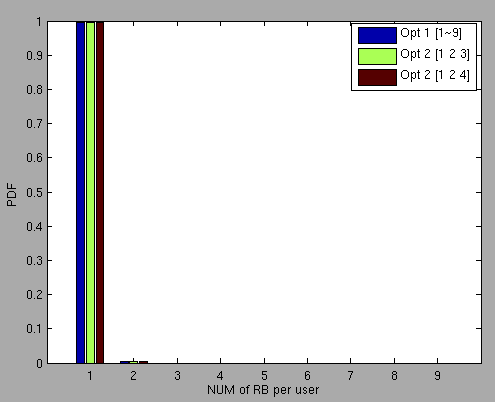 Opt 1 [1~9]
Opt 2 [1 2 3]
Opt 2 [1 2 4]
1
0.9
0.8
0.7
0.6
0.5
0.4
0.3
0.2
0.1
0
PDF
1 2 3 4 5 6 7 8 9
NUM of RB per user